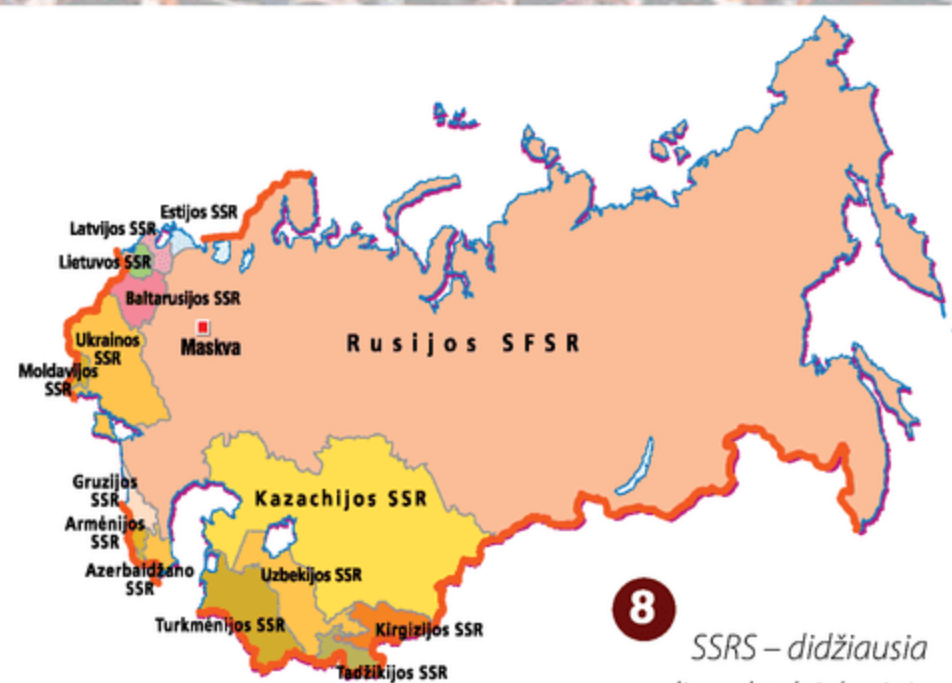 Estijos SSR
Latvijos SSR
Lietuvos SSR
Baltarusijos SSR
Ukrainos
SSR
Maskva
Rusijos SFSR
Moldavijos
SSR
Gruzijos
SSR
Kazachijos SSR
Armėnijos
SSR
Azerbaidžano
SSR
Uzbekijos SSR
Turkmėnijos SSR
Kirgizijos SSR
Tadžikijos SSR
8
SSRS – didžiausia